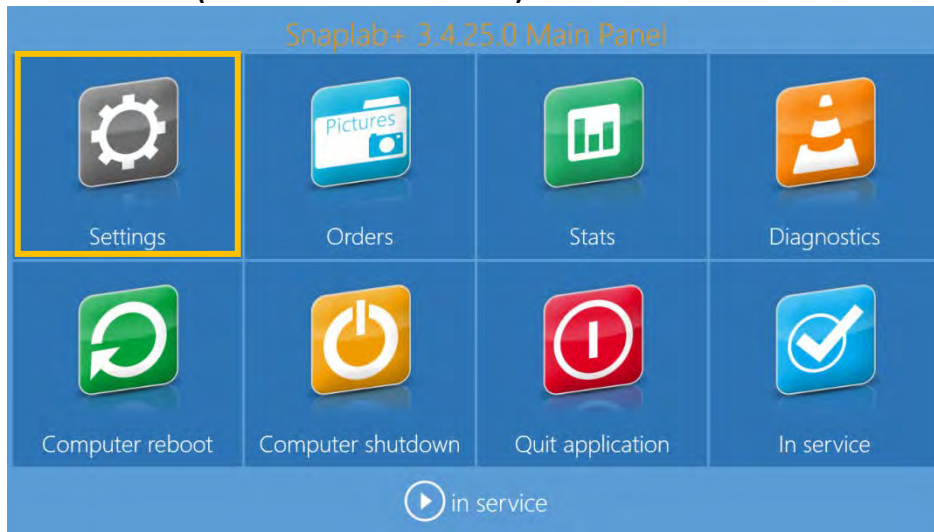 Snaplab+ 3.4.25.0 Main Panel
Pictures
Settings
Orders
Stats
Diagnostics
Computer reboot
Computer shutdown
Quit application
In service
in service